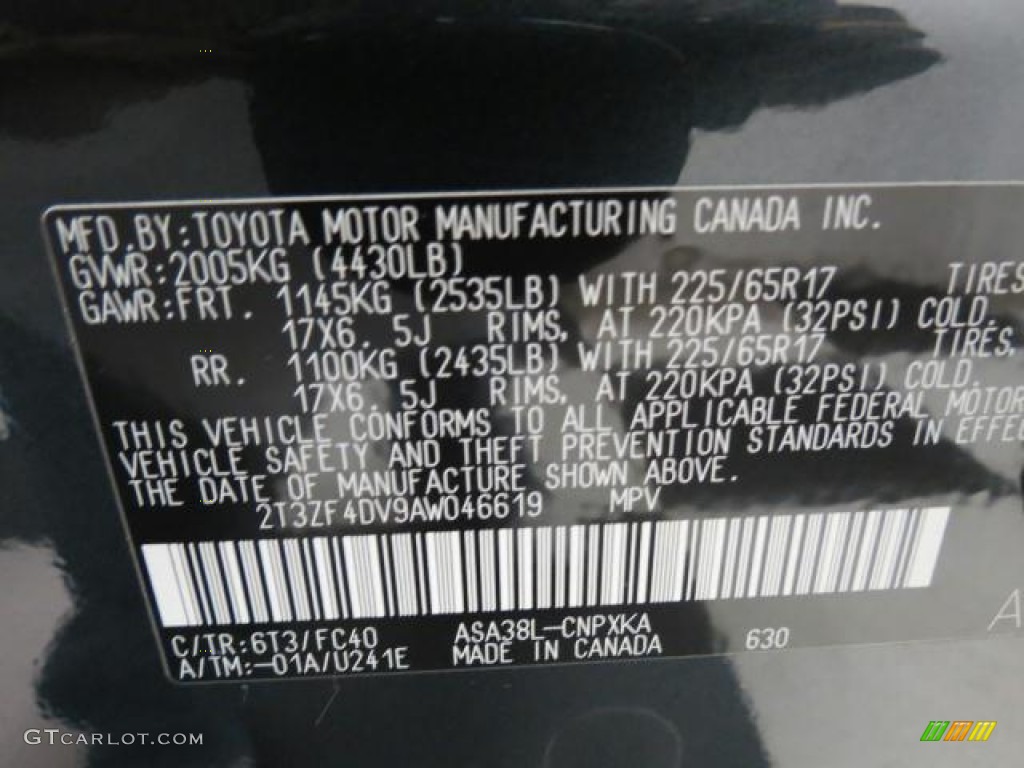 MFD.BY:TOYOTA MOTOR MANUFACTURING CANADA INC.
GVWR:2005KG (4430LB)
GAWR:FRT. 1145KG (2535LB) WITH 225/65R17 TIRES
17X6.5J RIMS, AT 220KPA (32PSI) COLD.
RR. 1100KG (2435LB) WITH 225/65R17 TIRES,
17X6.5J RIMS, AT 220KPA (32PSI) COLD.
THIS VEHICLE CONFORMS TO ALL APPLICABLE FEDERAL MOTOR
VEHICLE SAFETY AND THEFT PREVENTION STANDARDS IN EFFEC
THE DATE OF MANUFACTURE SHOWN ABOVE.
2T3ZF4DV9AW046619 MPV
C/TR:6T3/FC40 ASA38L-CNPXKA 630 A
A/TM:-01A/U241E MADE IN CANADA
GTCARLOT.COM